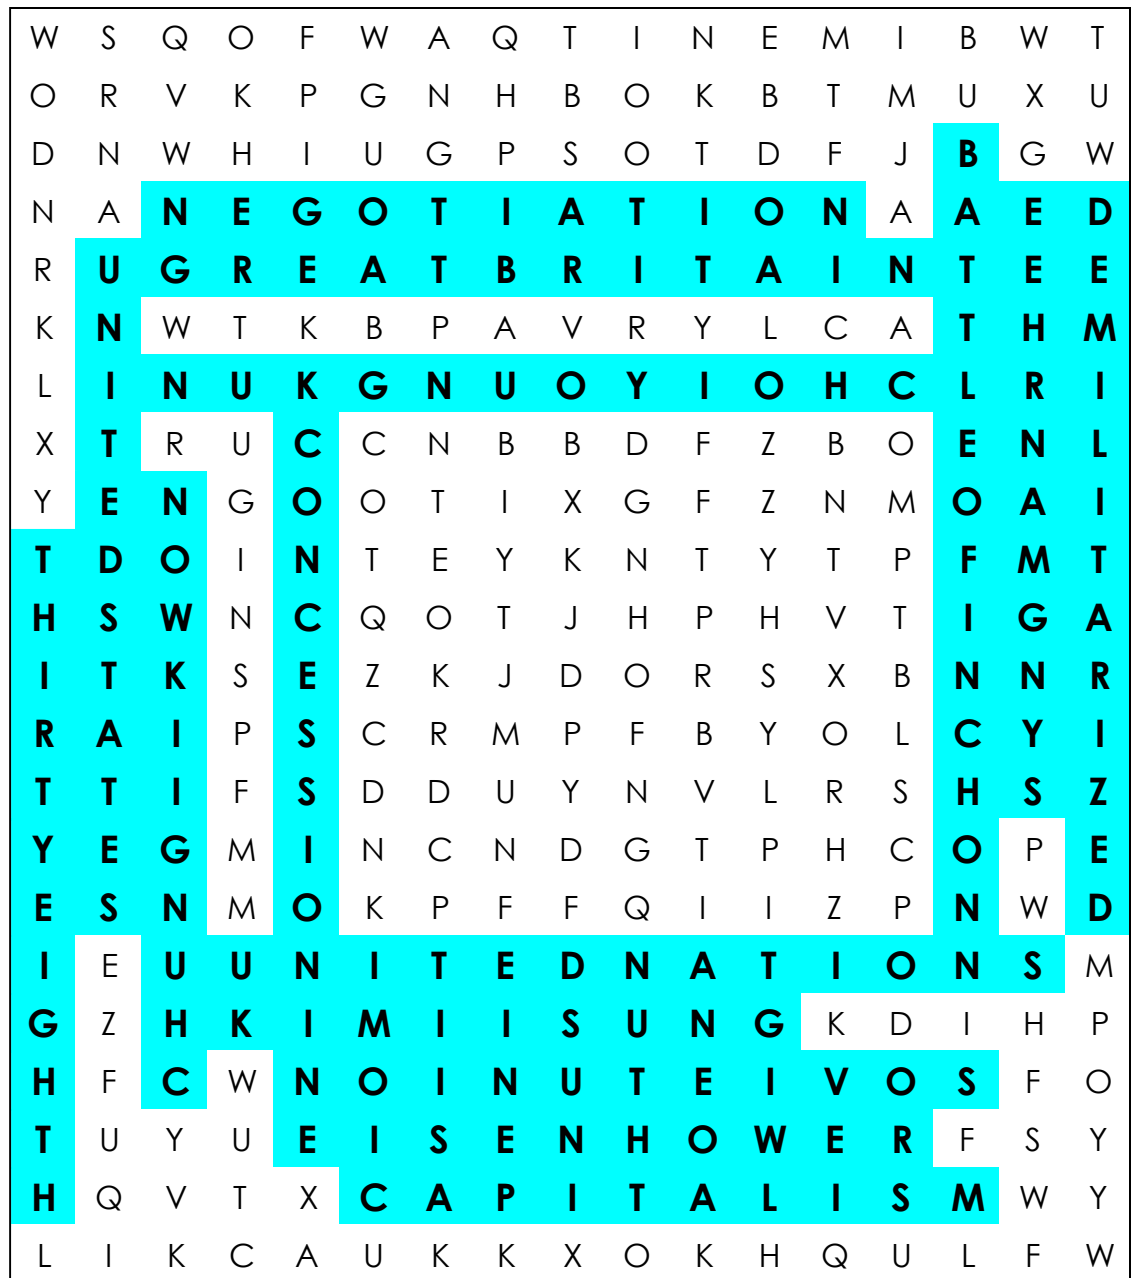 W S Q O F W A Q T I N E M I B W T
O R V K P G N H B O K B T M U X U
D N W H I U G P S O T D F J B G W
N A N E G O T I A T I O N A A E D
R U G R E A T B R I T A I N T E E
K N W T K B P A V R Y L C A T H M
L I N U K G N U O Y I O H C L R I
X T R U C C N B B D F Z B O E N L
Y E N G O O T I X G F Z N M O A I
T D O I N T E Y K N T Y T P F M T
H S W N C Q O T J H P H V T I G A
I T K S E Z K J D O R S X B N N R
R A I P S C R M P F B Y O L C Y I
T T I F S D D U Y N V L R S H S Z
Y E G M I N C N D G T P H C O P E
E S N M O K P F F Q I I Z P N W D
I E U U N I T E D N A T I O N S M
G Z H K I M I I S U N G K D I H P
H F C W N O I N U T E I V O S F O
T U Y U E I S E N H O W E R F S Y
H Q V T X C A P I T A L I S M W Y
L I K C A U K K X O K H Q U L F W